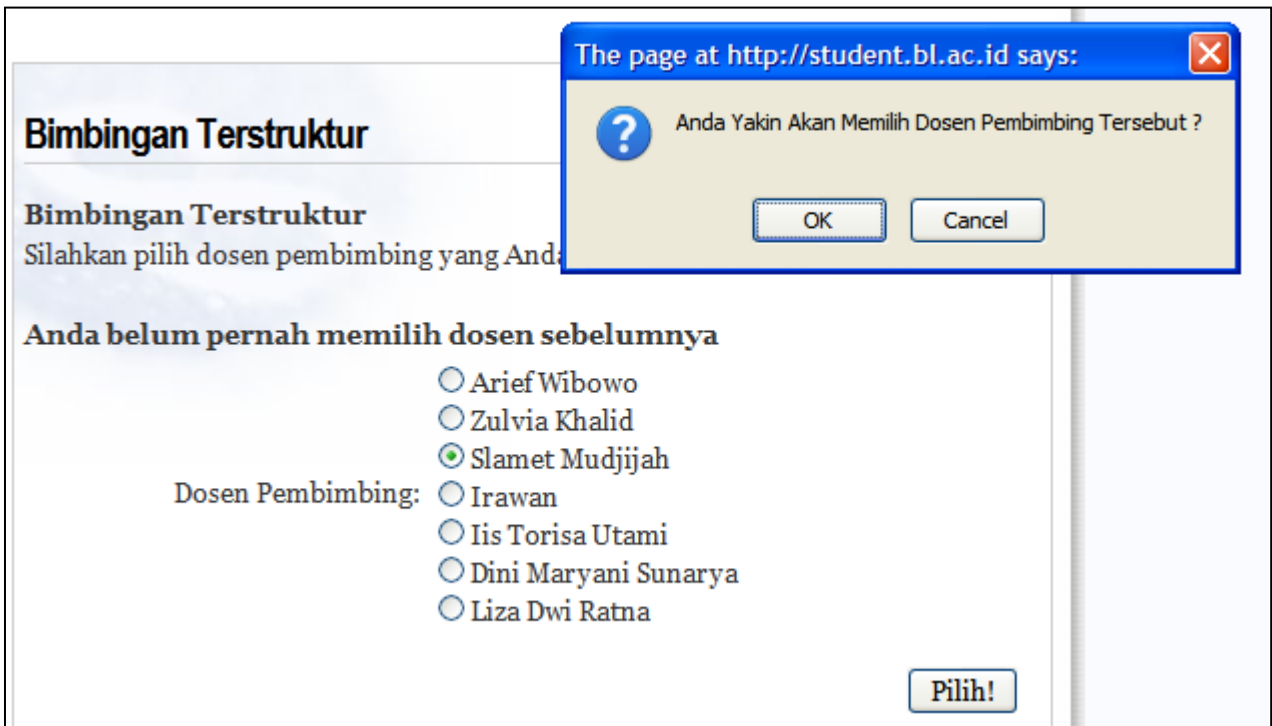 The page at http://student.bl.ac.id says:
Anda Yakin Akan Memilih Dosen Pembimbing Tersebut ?
OK
Cancel
Bimbingan Terstruktur
Bimbingan Terstruktur
Silahkan pilih dosen pembimbing yang Anda
Anda belum pernah memilih dosen sebelumnya
Dosen Pembimbing:
Arief Wibowo
Zulvia Khalid
Slamet Mudjijah
Irawan
Iis Torisa Utami
Dini Maryani Sunarya
Liza Dwi Ratna
Pilih!